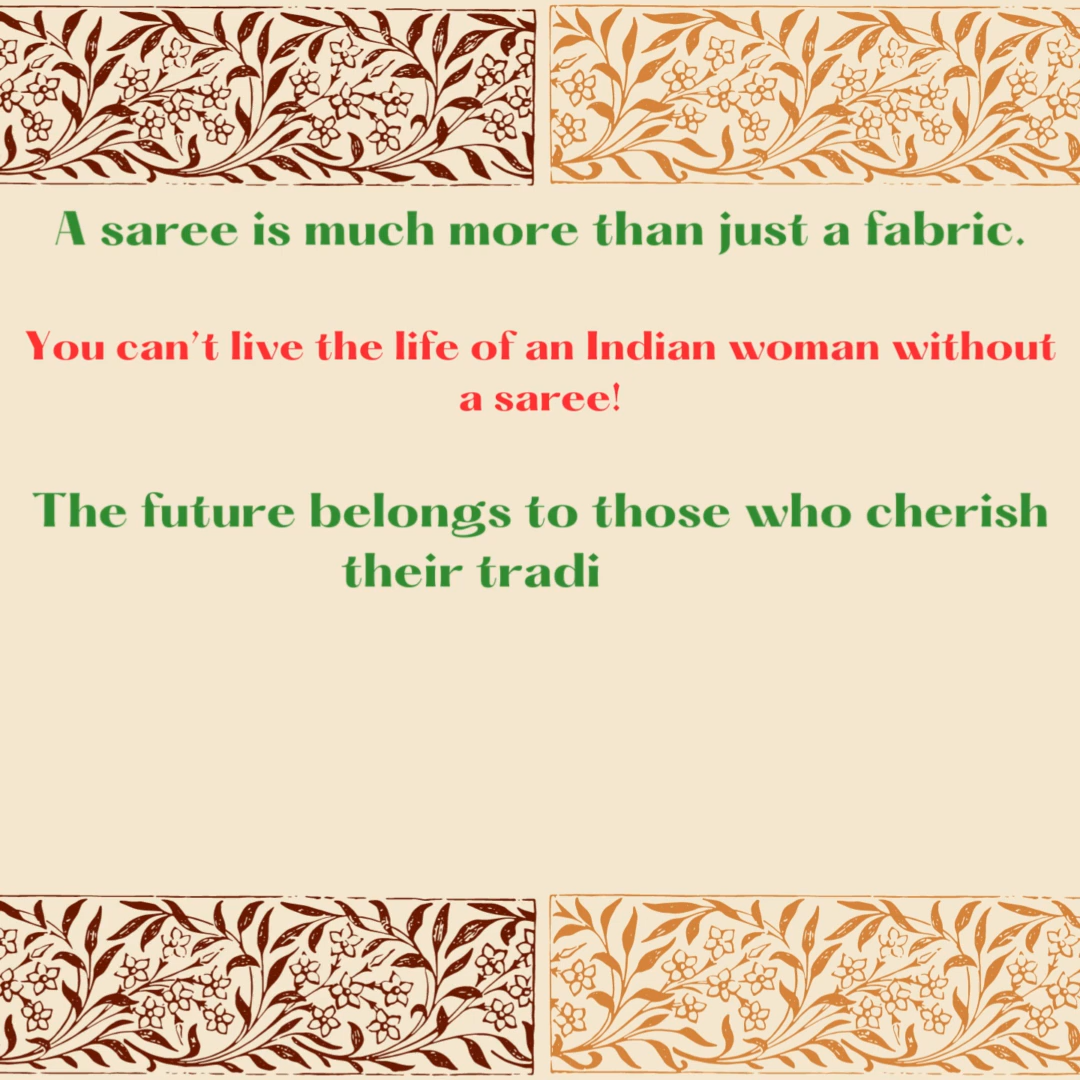 A saree is much more than just a fabric.
You can't live the life of an Indian woman without
a saree!
The future belongs to those who cherish
their tradi